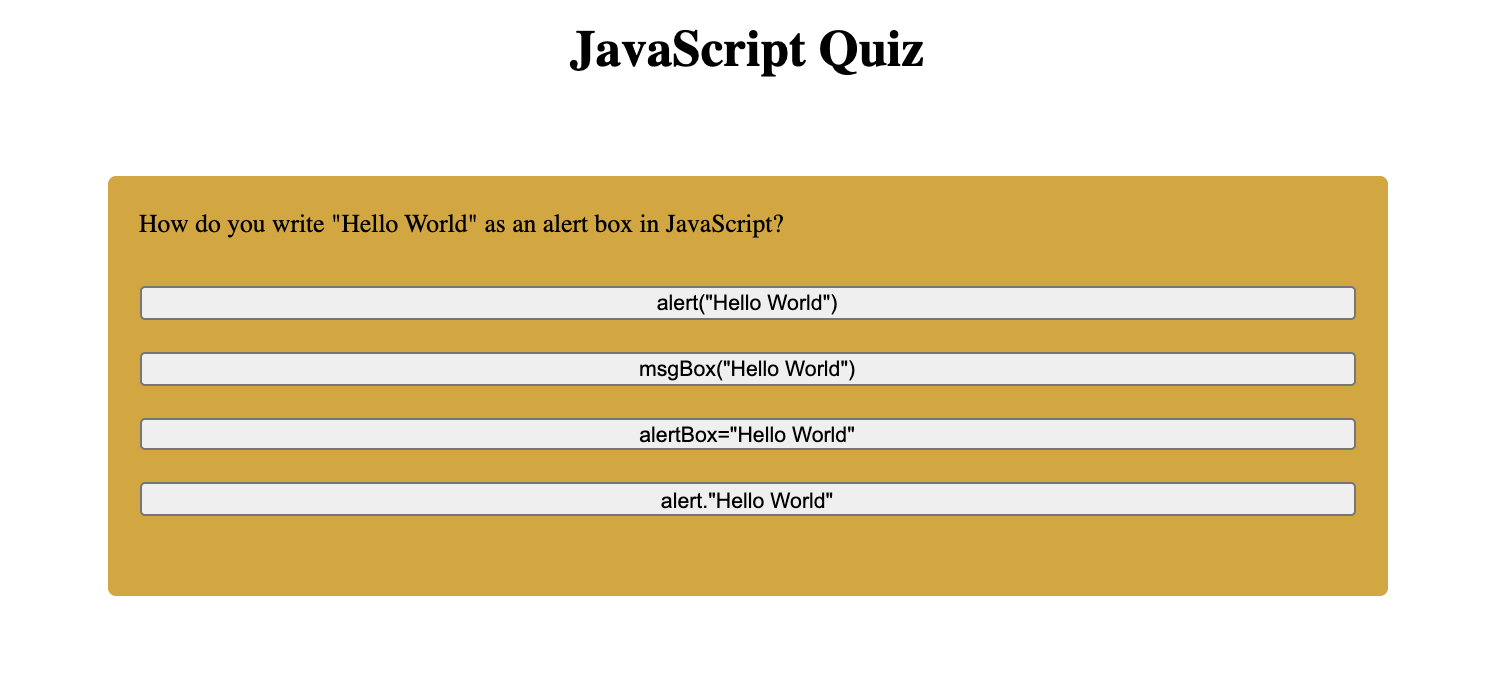 JavaScript Quiz
How do you write "Hello World" as an alert box in JavaScript?
alert("Hello World")
msgBox("Hello World")
alertBox="Hello World"
alert."Hello World"